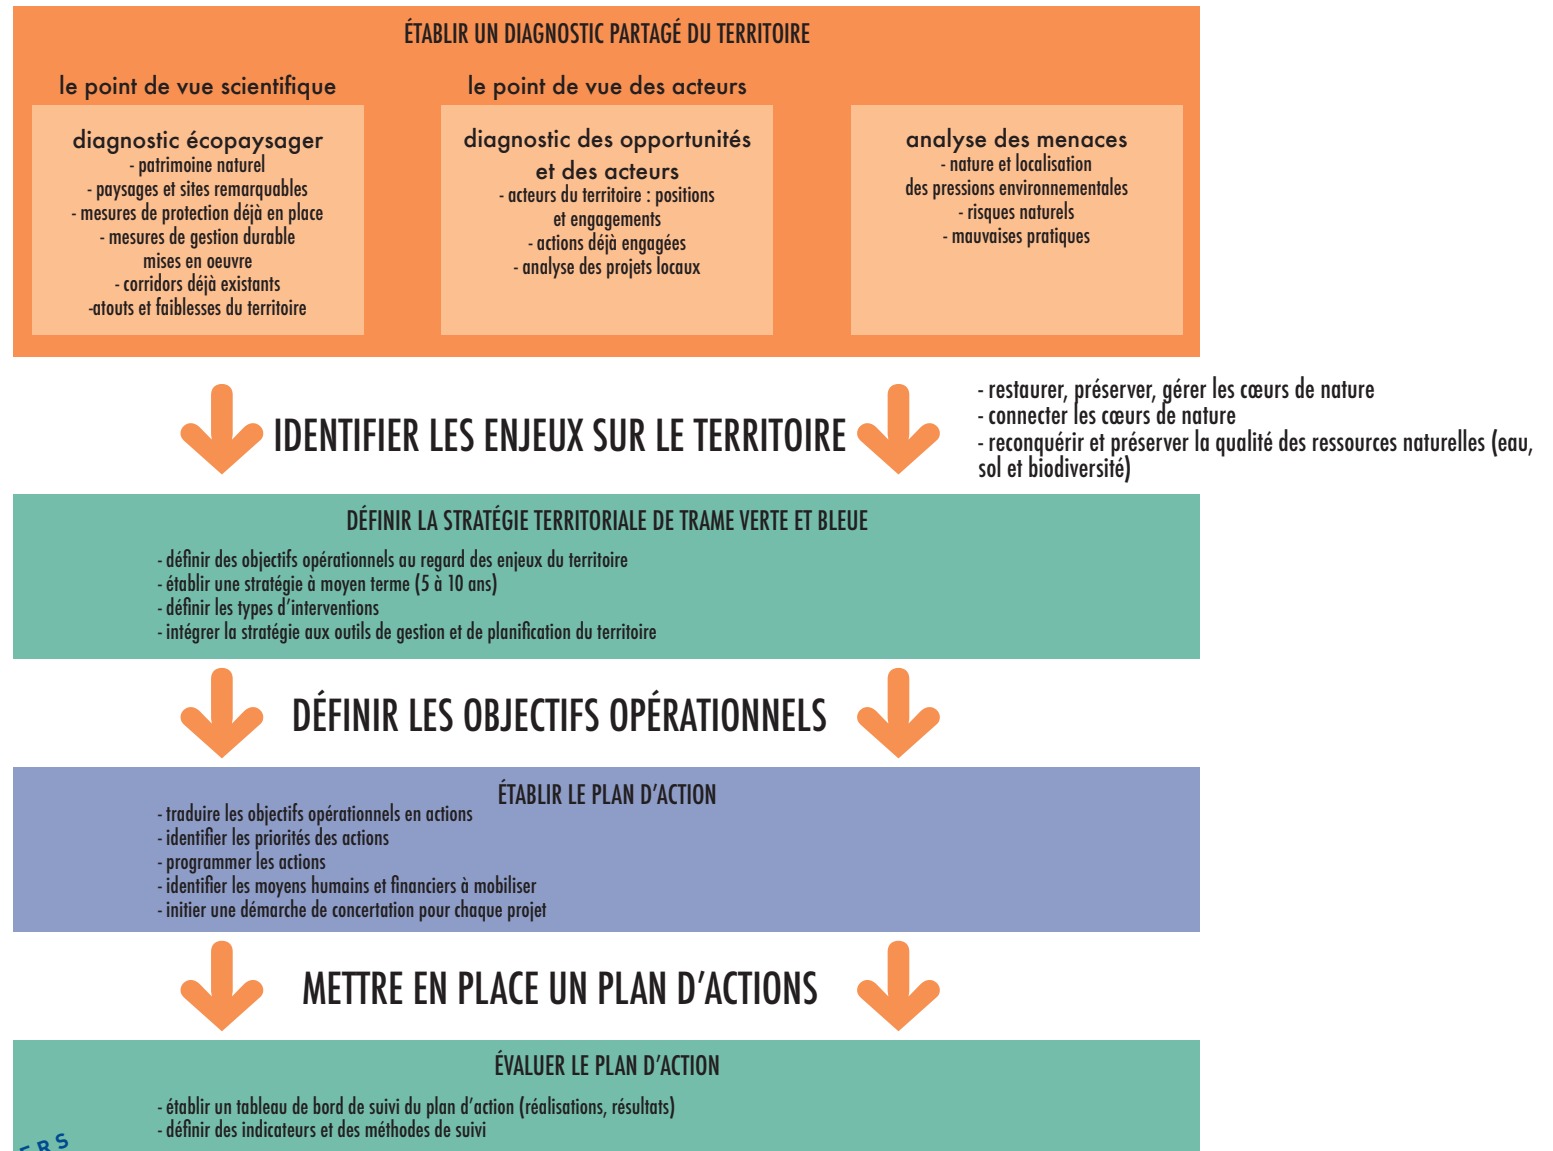 ÉTABLIR UN DIAGNOSTIC PARTAGÉ DU TERRITOIRE
le point de vue scientifique
diagnostic écopaysager
- patrimoine naturel
- paysages et sites remarquables
- mesures de protection déjà en place
- mesures de gestion durable
mises en oeuvre
- corridors déjà existants
-atouts et faiblesses du territoire
le point de vue des acteurs
diagnostic des opportunités
et des acteurs
- acteurs du territoire : positions
et engagements
- actions déjà engagées
- analyse des projets locaux
analyse des menaces
- nature et localisation
des pressions environnementales
- risques naturels
- mauvaises pratiques
IDENTIFIER LES ENJEUX SUR LE TERRITOIRE
- restaurer, préserver, gérer les cœurs de nature
- connecter les cœurs de nature
- reconquérir et préserver la qualité des ressources naturelles (eau,
sol et biodiversité)
DÉFINIR LA STRATÉGIE TERRITORIALE DE TRAME VERTE ET BLEUE
- définir des objectifs opérationnels au regard des enjeux du territoire
- établir une stratégie à moyen terme (5 à 10 ans)
- définir les types d’interventions
- intégrer la stratégie aux outils de gestion et de planification du territoire
DÉFINIR LES OBJECTIFS OPÉRATIONNELS
ÉTABLIR LE PLAN D’ACTION
- traduire les objectifs opérationnels en actions
- identifier les priorités des actions
- programmer les actions
- identifier les moyens humains et financiers à mobiliser
- initier une démarche de concertation pour chaque projet
METTRE EN PLACE UN PLAN D’ACTIONS
ÉVALUER LE PLAN D’ACTION
- établir un tableau de bord de suivi du plan d’action (réalisations, résultats)
- définir des indicateurs et des méthodes de suivi